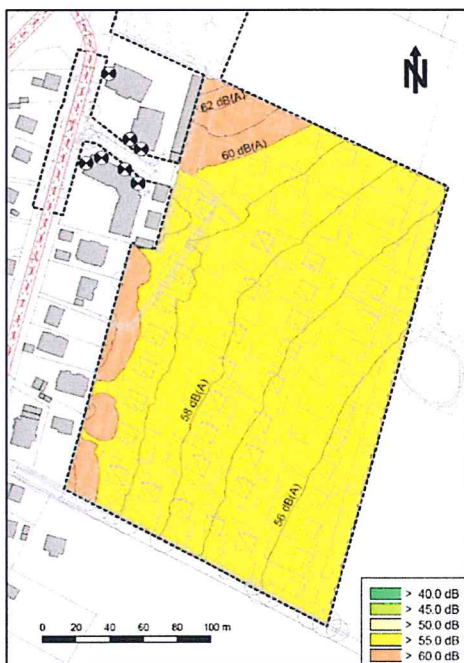 N
62 dB(A)
60 dB(A)
58 dB(A)
56 dB(A)
0 20 40 60 80 100 m
> 40.0 dB
> 45.0 dB
> 50.0 dB
> 55.0 dB
> 60.0 dB